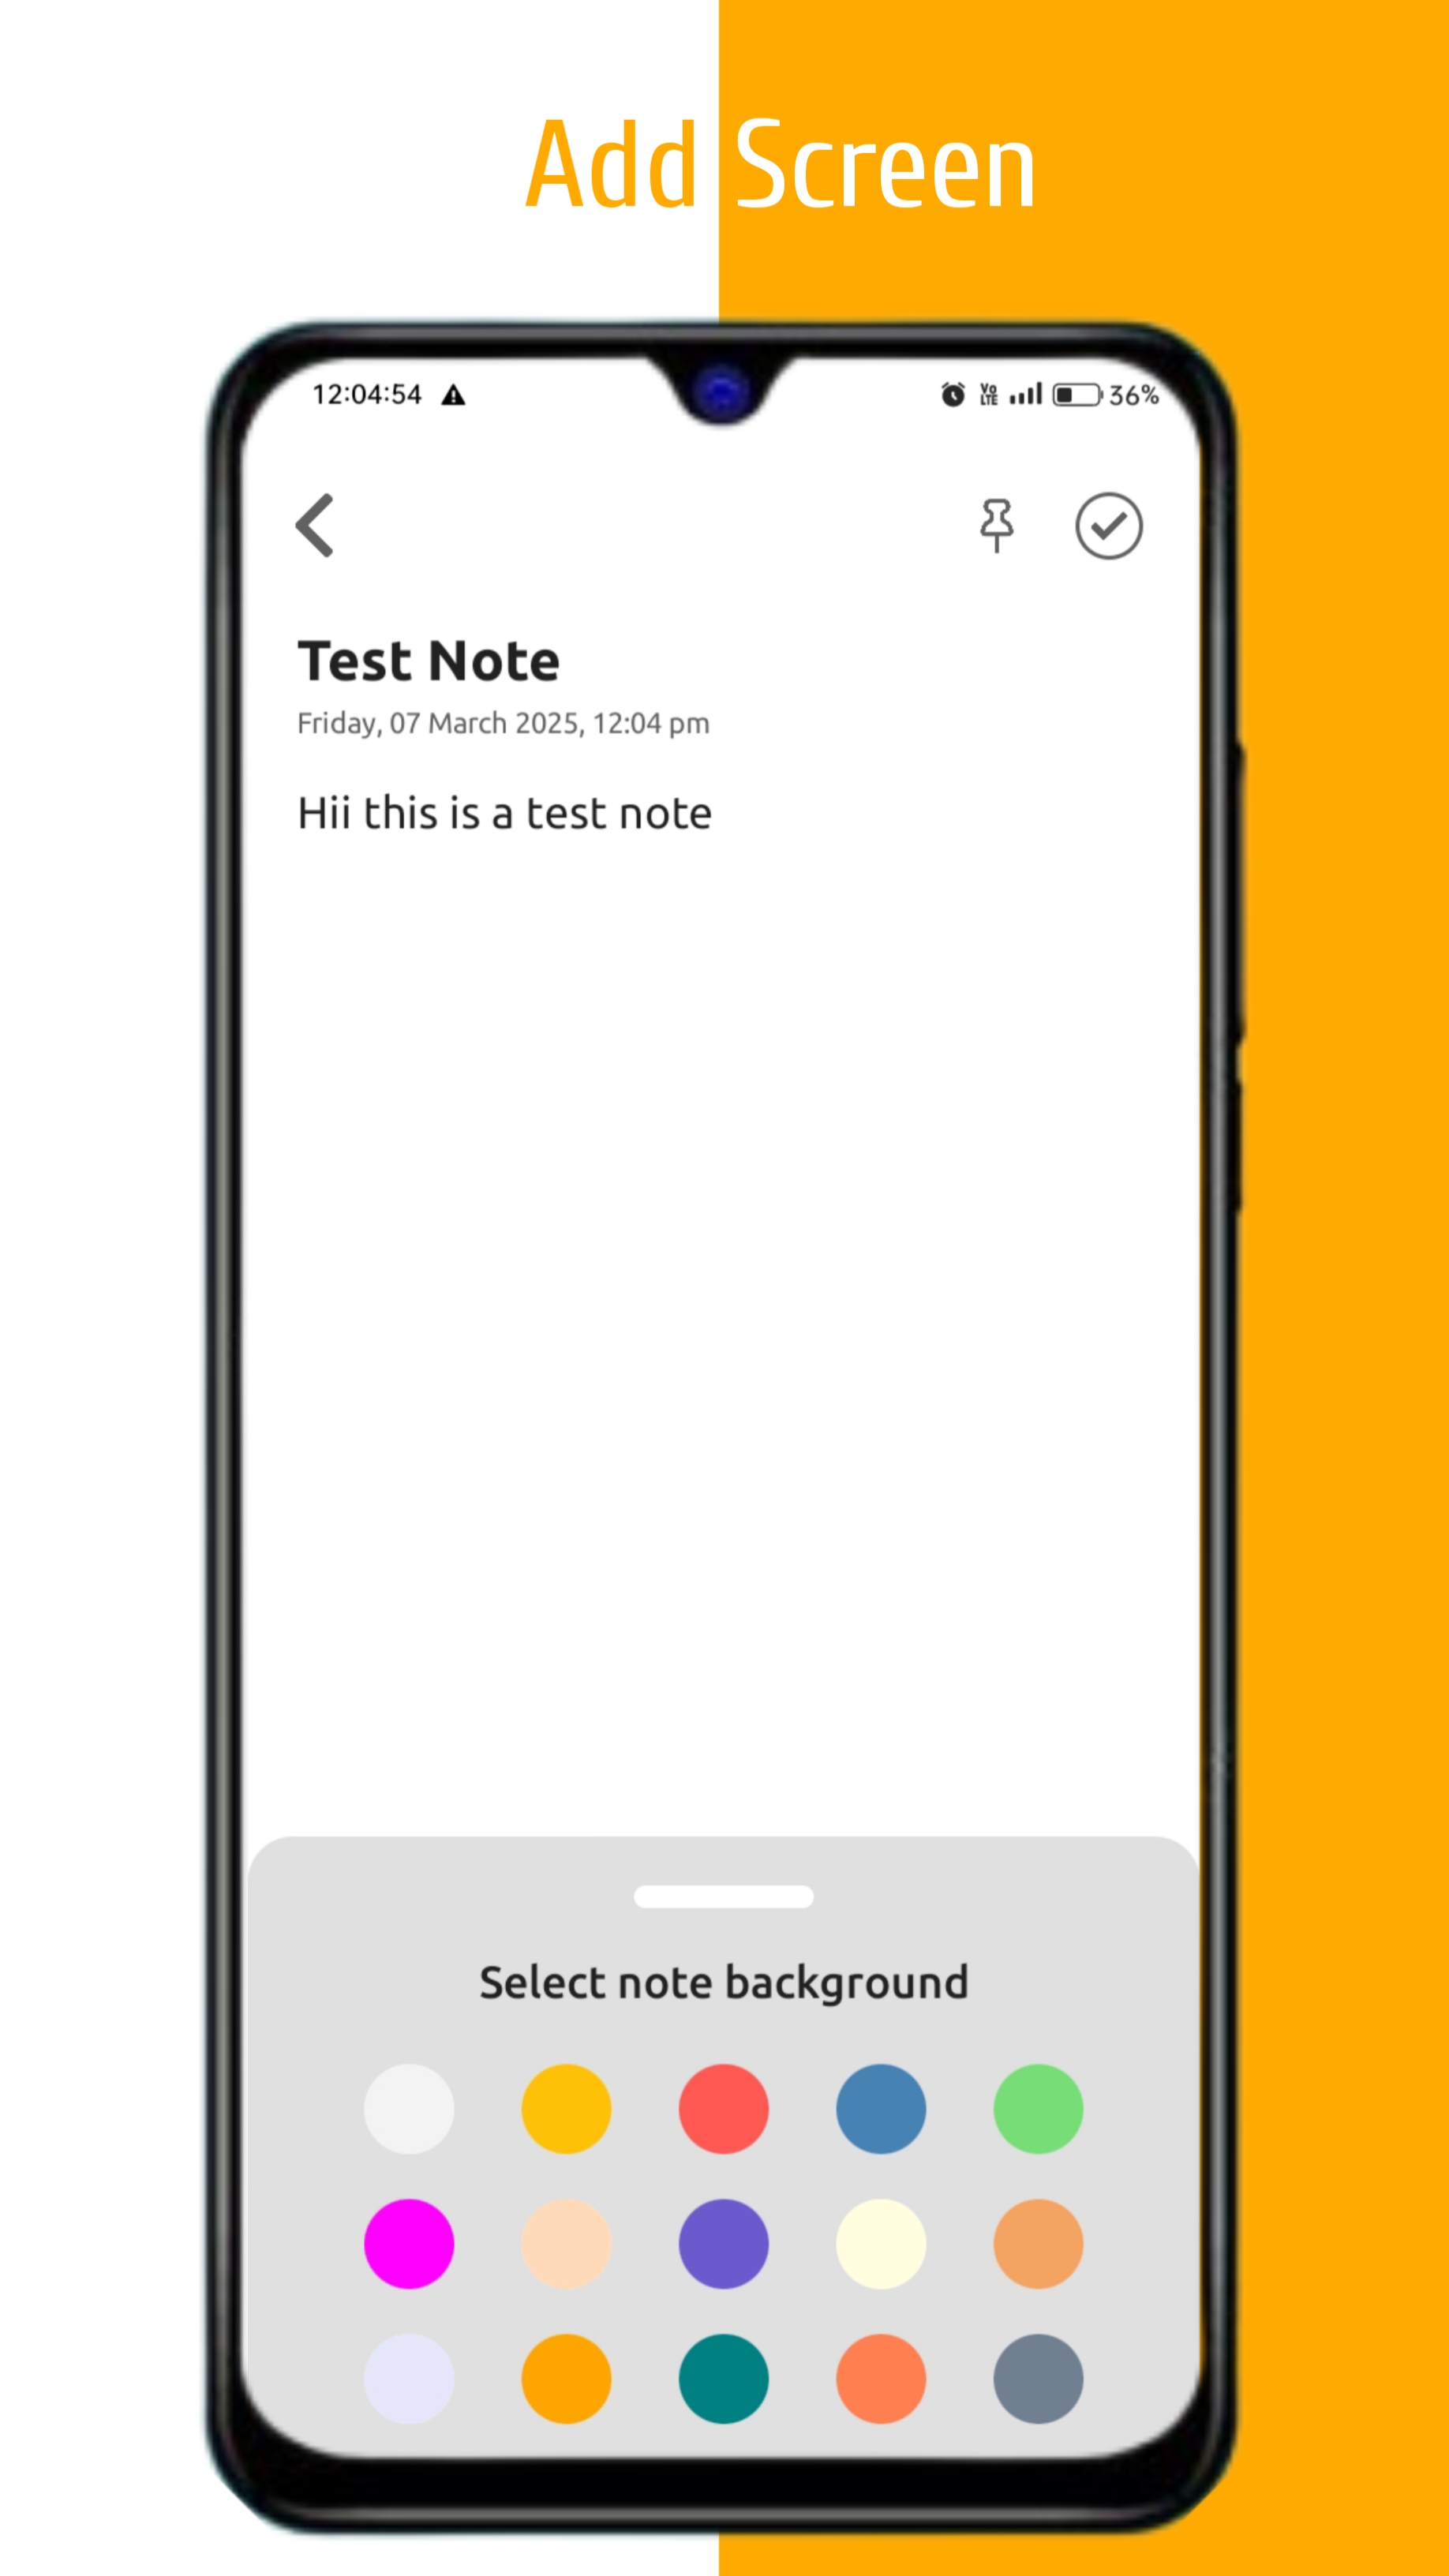 Add Screen
12:04:54 Vo LTE 36%
Test Note
Friday, 07 March 2025, 12:04 pm
Hii this is a test note
Select note background